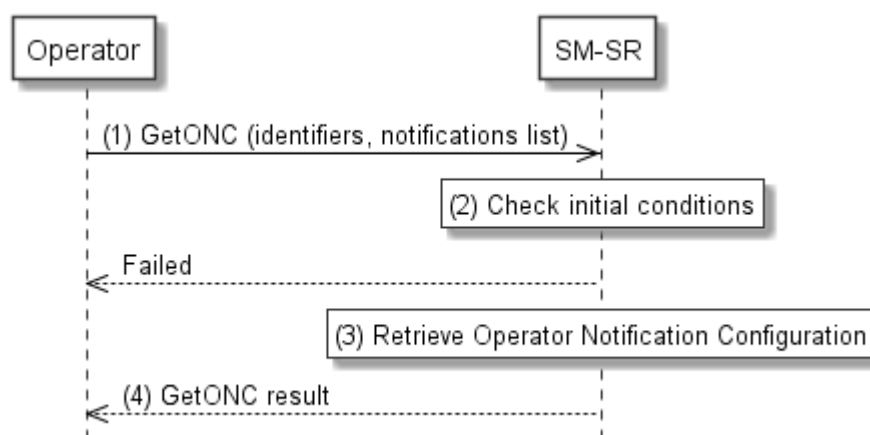 Operator
SM-SR
(1) GetONC (identifiers, notifications list)
(2) Check initial conditions
Failed
(3) Retrieve Operator Notification Configuration
(4) GetONC result